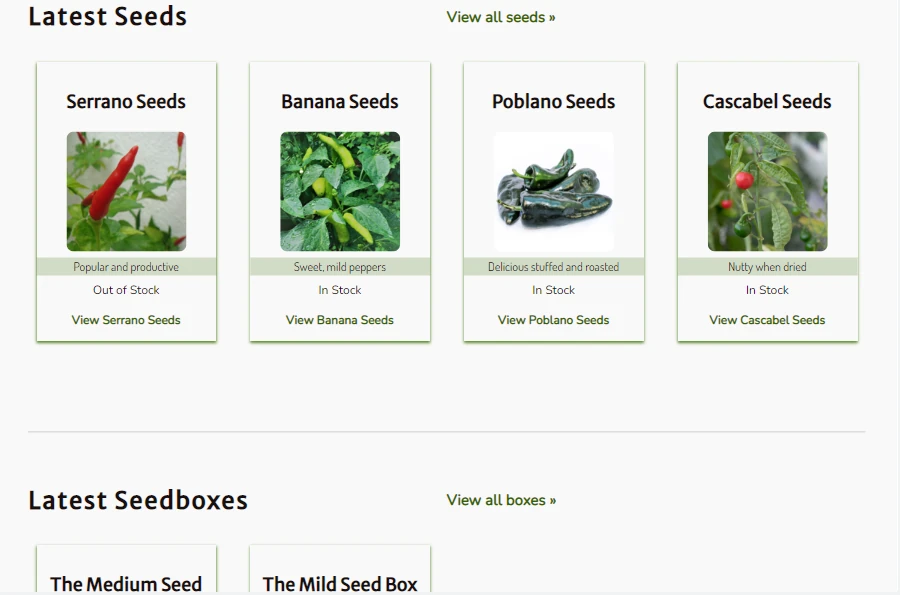 Latest Seeds
View all seeds »
Serrano Seeds
Popular and productive
Out of Stock
View Serrano Seeds
Banana Seeds
Sweet, mild peppers
In Stock
View Banana Seeds
Poblano Seeds
Delicious stuffed and roasted
In Stock
View Poblano Seeds
Cascabel Seeds
Nutty when dried
In Stock
View Cascabel Seeds
Latest Seedboxes
View all boxes »
The Medium Seed
The Mild Seed Box